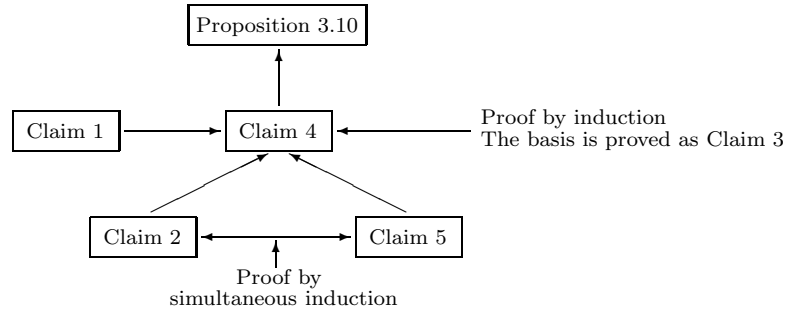 Proposition 3.10
Claim 1
Claim 4
Proof by induction
The basis is proved as Claim 3
Claim 2
Claim 5
Proof by
simultaneous induction